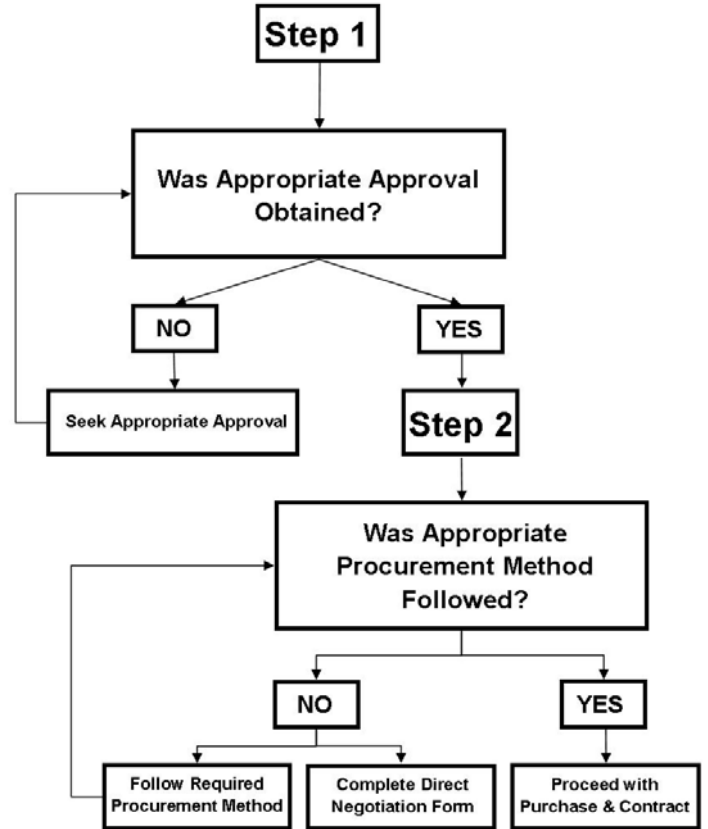 Step 1
Was Appropriate Approval
Obtained?
NO
YES
Seek Appropriate Approval
Step 2
Was Appropriate
Procurement Method
Followed?
NO
YES
Follow Required
Procurement Method
Complete Direct
Negotiation Form
Proceed with
Purchase & Contract